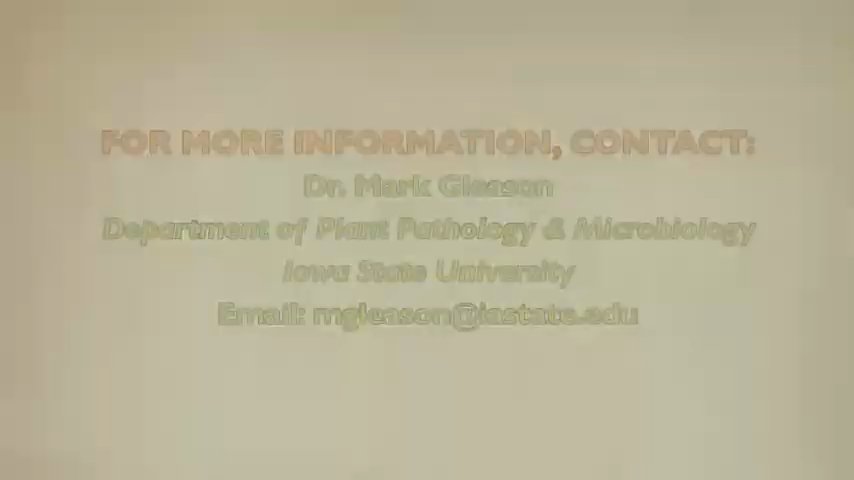 FOR MORE INFORMATION, CONTACT:
Dr. Mark Gleason
Department of Plant Pathology & Microbiology
Iowa State University
Email: mgleason@iastate.edu